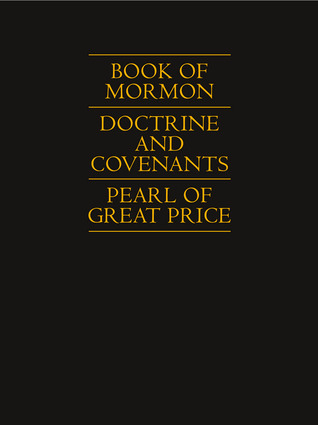 BOOK OF
MORMON
DOCTRINE
AND
COVENANTS
PEARL OF
GREAT PRICE